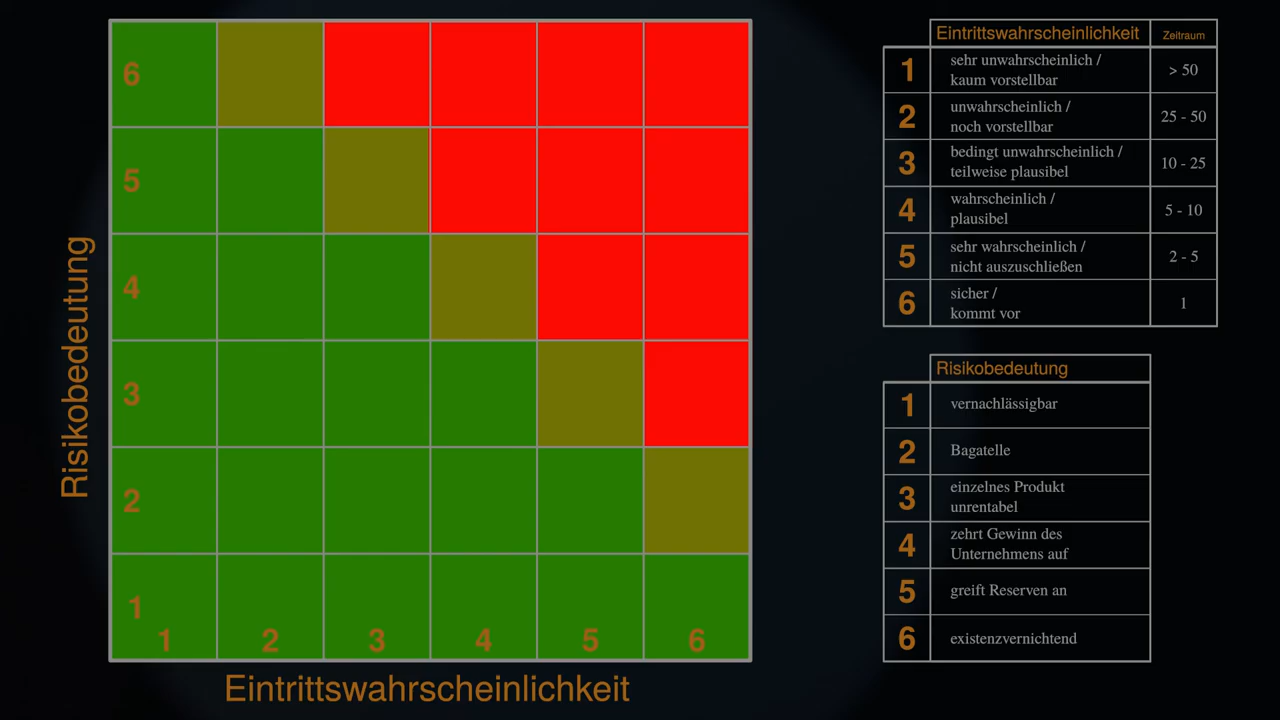 6
5
4
3
2
1
1 2 3 4 5 6
Risikobedeutung
Eintrittswahrscheinlichkeit
Eintrittswahrscheinlichkeit Zeitraum
1 sehr unwahrscheinlich /
kaum vorstellbar > 50
2 unwahrscheinlich /
noch vorstellbar 25 - 50
3 bedingt unwahrscheinlich /
teilweise plausibel 10 - 25
4 wahrscheinlich /
plausibel 5 - 10
5 sehr wahrscheinlich /
nicht auszuschließen 2 - 5
6 sicher /
kommt vor 1
Risikobedeutung
1 vernachlässigbar
2 Bagatelle
3 einzelnes Produkt
unrentabel
4 zehrt Gewinn des
Unternehmens auf
5 greift Reserven an
6 existenzvernichtend